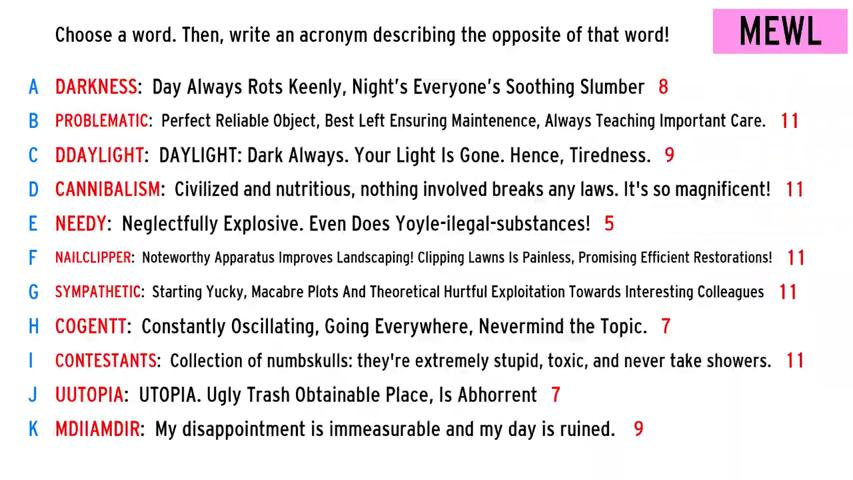 Choose a word. Then, write an acronym describing the opposite of that word!
MEWL
A DARKNESS: Day Always Rots Keenly, Night's Everyone's Soothing Slumber 8
B PROBLEMATIC: Perfect Reliable Object, Best Left Ensuring Maintenence, Always Teaching Important Care. 11
C DDAYLIGHT: DAYLIGHT: Dark Always. Your Light Is Gone. Hence, Tiredness. 9
D CANNIBALISM: Civilized and nutritious, nothing involved breaks any laws. It's so magnificent! 11
E NEEDY: Neglectfully Explosive. Even Does Yoyle-ilegal-substances! 5
F NAILCLIPPER: Noteworthy Apparatus Improves Landscaping! Clipping Lawns Is Painless, Promising Efficient Restorations! 11
G SYMPATHETIC: Starting Yucky, Macabre Plots And Theoretical Hurtful Exploitation Towards Interesting Colleagues 11
H COGENTT: Constantly Oscillating, Going Everywhere, Nevermind the Topic. 7
I CONTESTANTS: Collection of numbskulls: they're extremely stupid, toxic, and never take showers. 11
J UUTOPIA: UTOPIA. Ugly Trash Obtainable Place, Is Abhorrent 7
K MDIIAMDIR: My disappointment is immeasurable and my day is ruined. 9